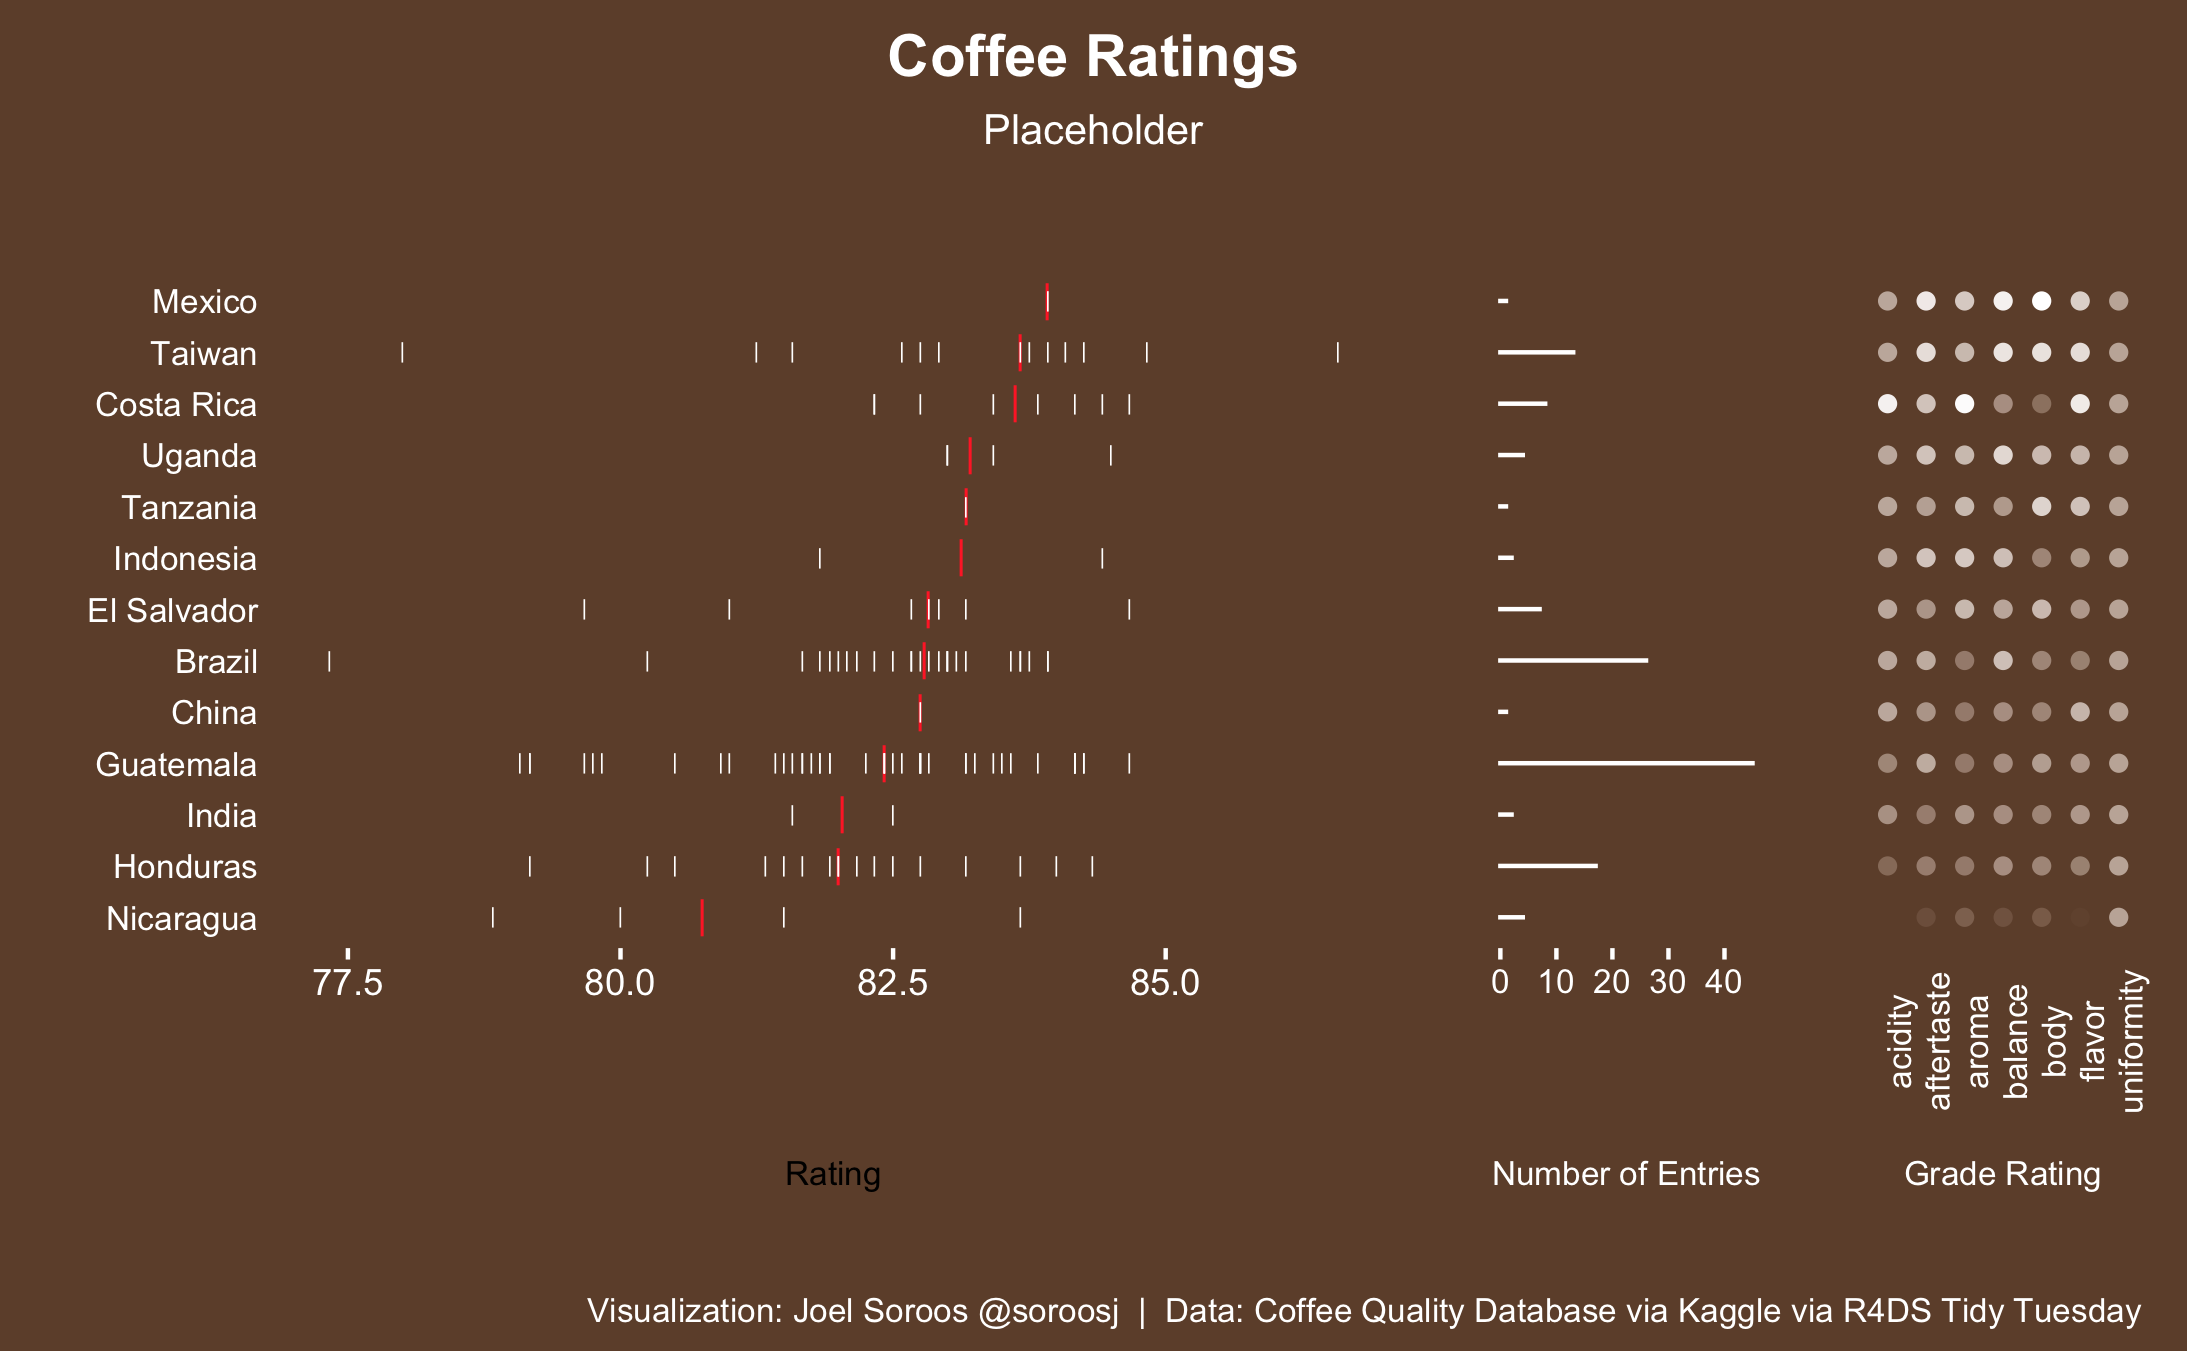 Coffee Ratings
Placeholder
Mexico
Taiwan
Costa Rica
Uganda
Tanzania
Indonesia
El Salvador
Brazil
China
Guatemala
India
Honduras
Nicaragua
77.5 80.0 82.5 85.0
0 10 20 30 40
acidity
aftertaste
aroma
balance
body
flavor
uniformity
Rating
Number of Entries
Grade Rating
Visualization: Joel Soroos @soroosj | Data: Coffee Quality Database via Kaggle via R4DS Tidy Tuesday